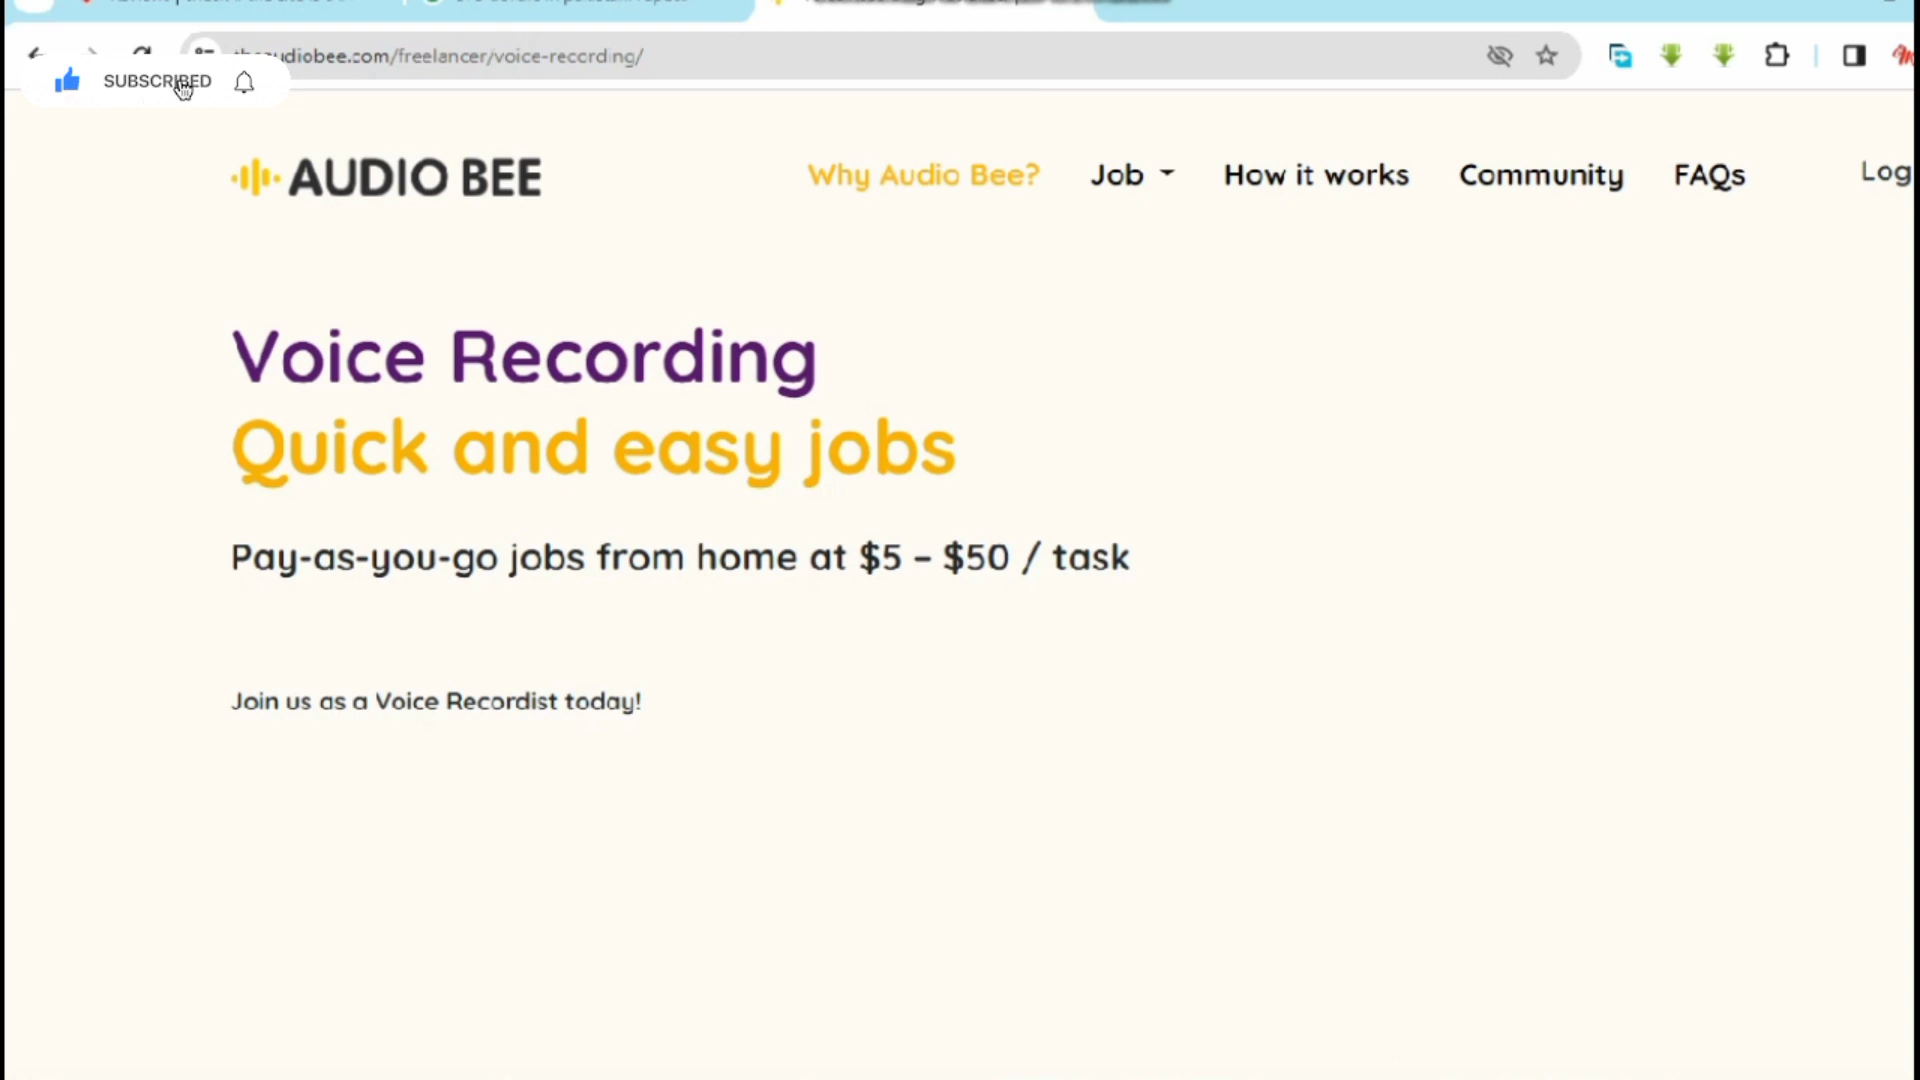 audiobee.com/freelancer/voice-recording/
SUBSCRIBED
AUDIO BEE
Why Audio Bee?
Job
How it works
Community
FAQs
Log
Voice Recording
Quick and easy jobs
Pay-as-you-go jobs from home at $5 – $50 / task
Join us as a Voice Recordist today!